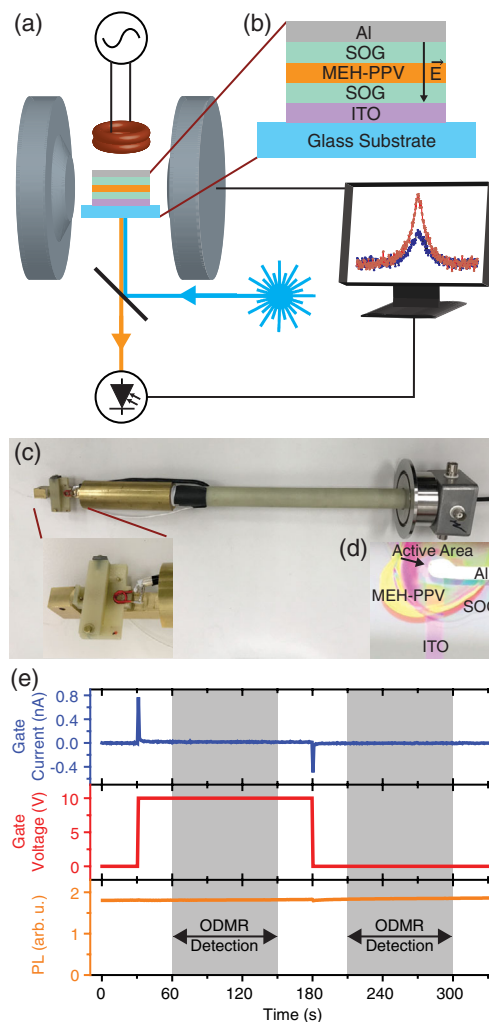 (a)
(b)
Al
SOG
MEH-PPV
E
SOG
ITO
Glass Substrate
(c)
(d)
Active Area
Al
MEH-PPV
SOG
ITO
(e)
Gate
Current (nA)
0.8
0.4
0.0
-0.4
Gate
Voltage (V)
10
5
0
PL (arb. u.)
2
1
0
ODMR
Detection
ODMR
Detection
0
60
120
180
240
300
Time (s)